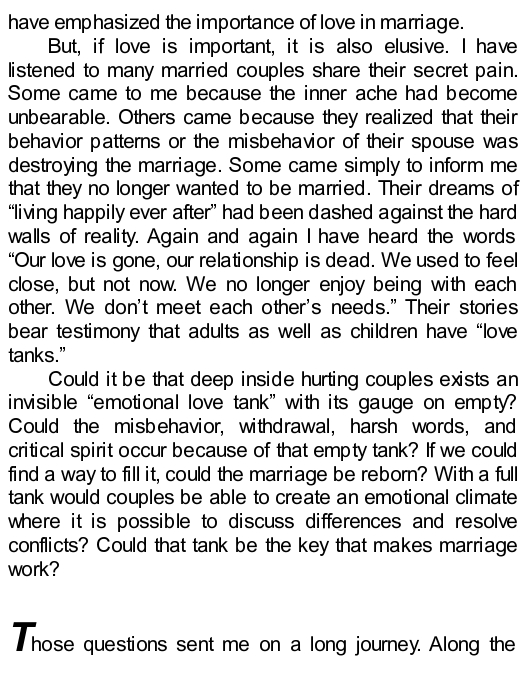 have emphasized the importance of love in marriage.
But, if love is important, it is also elusive. I have
listened to many married couples share their secret pain.
Some came to me because the inner ache had become
unbearable. Others came because they realized that their
behavior patterns or the misbehavior of their spouse was
destroying the marriage. Some came simply to inform me
that they no longer wanted to be married. Their dreams of
“living happily ever after” had been dashed against the hard
walls of reality. Again and again I have heard the words
“Our love is gone, our relationship is dead. We used to feel
close, but not now. We no longer enjoy being with each
other. We don’t meet each other’s needs.” Their stories
bear testimony that adults as well as children have “love
tanks.”
Could it be that deep inside hurting couples exists an
invisible “emotional love tank” with its gauge on empty?
Could the misbehavior, withdrawal, harsh words, and
critical spirit occur because of that empty tank? If we could
find a way to fill it, could the marriage be reborn? With a full
tank would couples be able to create an emotional climate
where it is possible to discuss differences and resolve
conflicts? Could that tank be the key that makes marriage
work?
Those questions sent me on a long journey. Along the